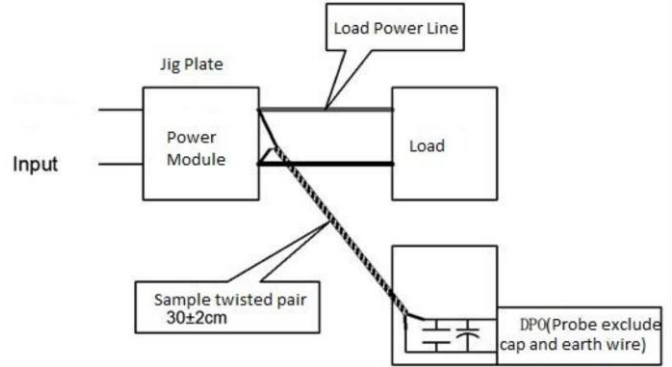 Load Power Line
Jig Plate
Power
Module
Load
Input
Sample twisted pair
30±2cm
DPO(Probe exclude
cap and earth wire)